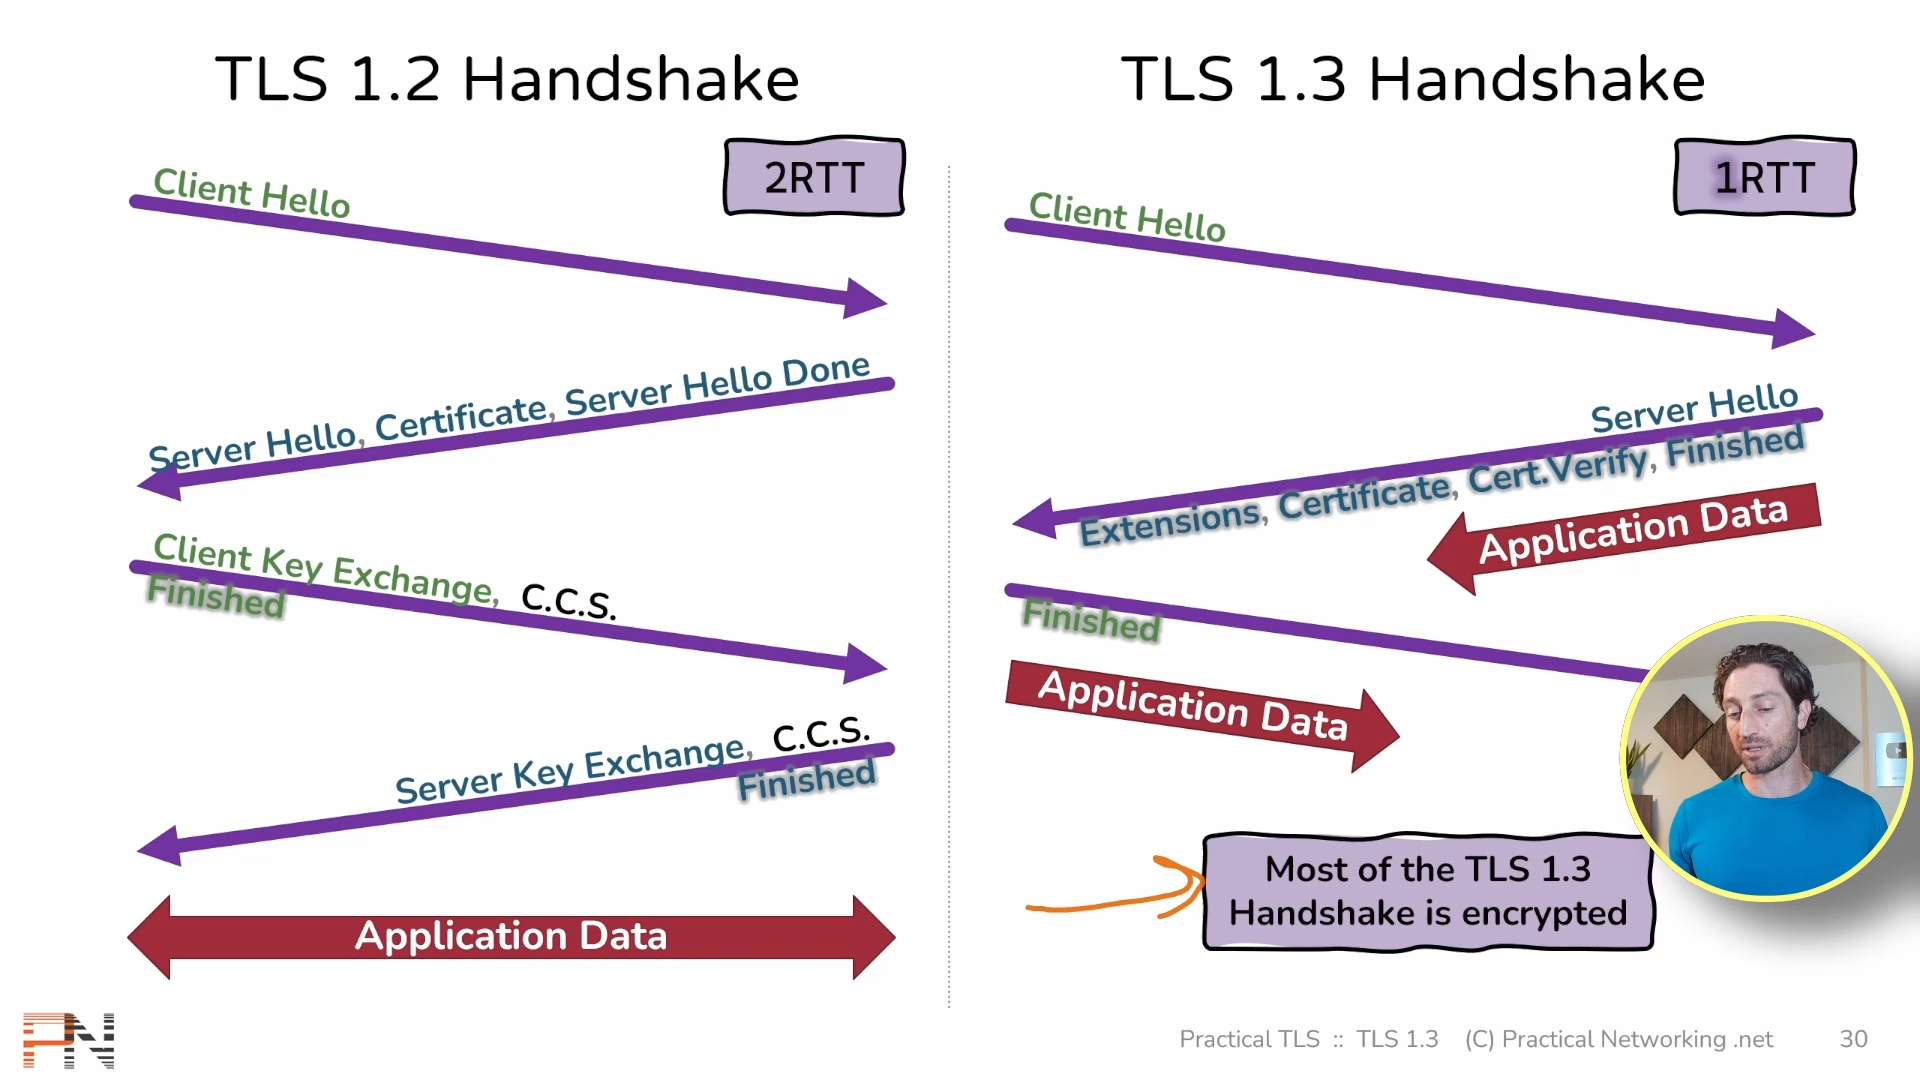 TLS 1.2 Handshake
2RTT
Client Hello
Server Hello, Certificate, Server Hello Done
Client Key Exchange, C.C.S.
Finished
Server Key Exchange, C.C.S.
Finished
Application Data
TLS 1.3 Handshake
1RTT
Client Hello
Server Hello
Extensions, Certificate, Cert.Verify, Finished
Application Data
Finished
Application Data
Most of the TLS 1.3
Handshake is encrypted
PN
Practical TLS :: TLS 1.3 (C) Practical Networking .net 30